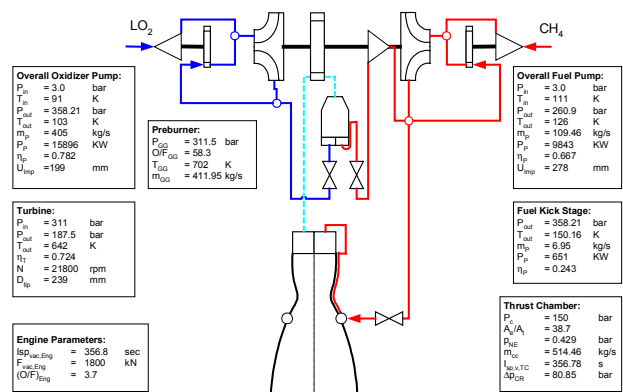 LO2
CH4
Overall Oxidizer Pump:
Pin = 3.0 bar
Tin = 91 K
Pout = 358.21 bar
Tout = 103 K
mP = 405 kg/s
PP = 15896 KW
ηP = 0.782
UImp =199 mm
Preburner:
PGG = 311.5 bar
O/FGG = 58.3
TGG = 702 K
mGG = 411.95 kg/s
Overall Fuel Pump:
Pin = 3.0 bar
Tin = 111 K
Pout = 260.9 bar
Tout = 126 K
mP = 109.46 kg/s
PP = 9843 KW
ηP = 0.667
UImp = 278 mm
Turbine:
Pin = 311 bar
Pout = 187.5 bar
Tout = 642 K
ηT = 0.724
N = 21800 rpm
Dtip = 239 mm
Fuel Kick Stage:
Pout = 358.21 bar
Tout = 150.16 K
mP = 6.95 kg/s
PP = 651 KW
ηP = 0.243
Engine Parameters:
Ispvac,Eng = 356.8 sec
Fvac,Eng = 1800 kN
(O/F)Eng = 3.7
Thrust Chamber:
Pc = 150 bar
Ae/At = 38.7
pNE = 0.429 bar
mcc = 514.46 kg/s
Isp,v,TC = 356.78 s
ΔpCR = 80.85 bar